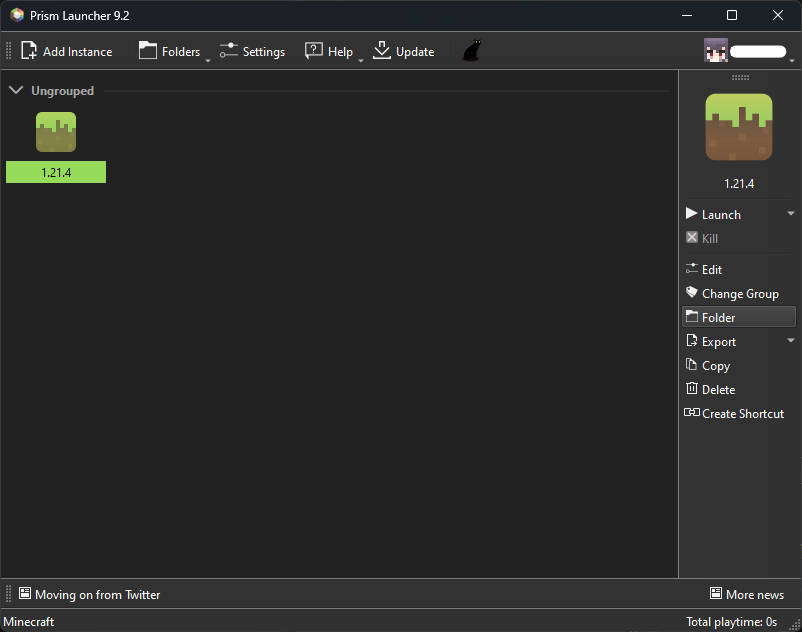 Prism Launcher 9.2
Add Instance Folders Settings Help Update
Ungrouped
1.21.4
1.21.4
Launch
Kill
Edit
Change Group
Folder
Export
Copy
Delete
Create Shortcut
Moving on from Twitter More news
Minecraft Total playtime: 0s